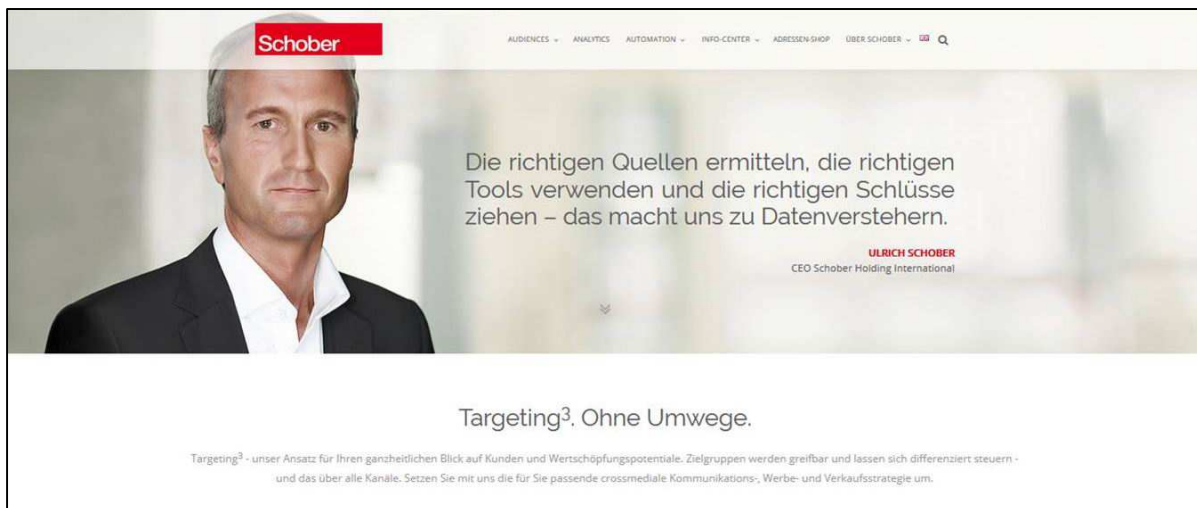 Schober
AUDIENCES ANALYTICS AUTOMATION INFO-CENTER ADRESSEN-SHOP ÜBER SCHOBER
Die richtigen Quellen ermitteln, die richtigen
Tools verwenden und die richtigen Schlüsse
ziehen – das macht uns zu Datenverstehern.
ULRICH SCHOBER
CEO Schober Holding International
Targeting³. Ohne Umwege.
Targeting³ - unser Ansatz für Ihren ganzheitlichen Blick auf Kunden und Wertschöpfungspotentiale. Zielgruppen werden greifbar und lassen sich differenziert steuern -
und das über alle Kanäle. Setzen Sie mit uns die für Sie passende crossmediale Kommunikations-, Werbe- und Verkaufsstrategie um.